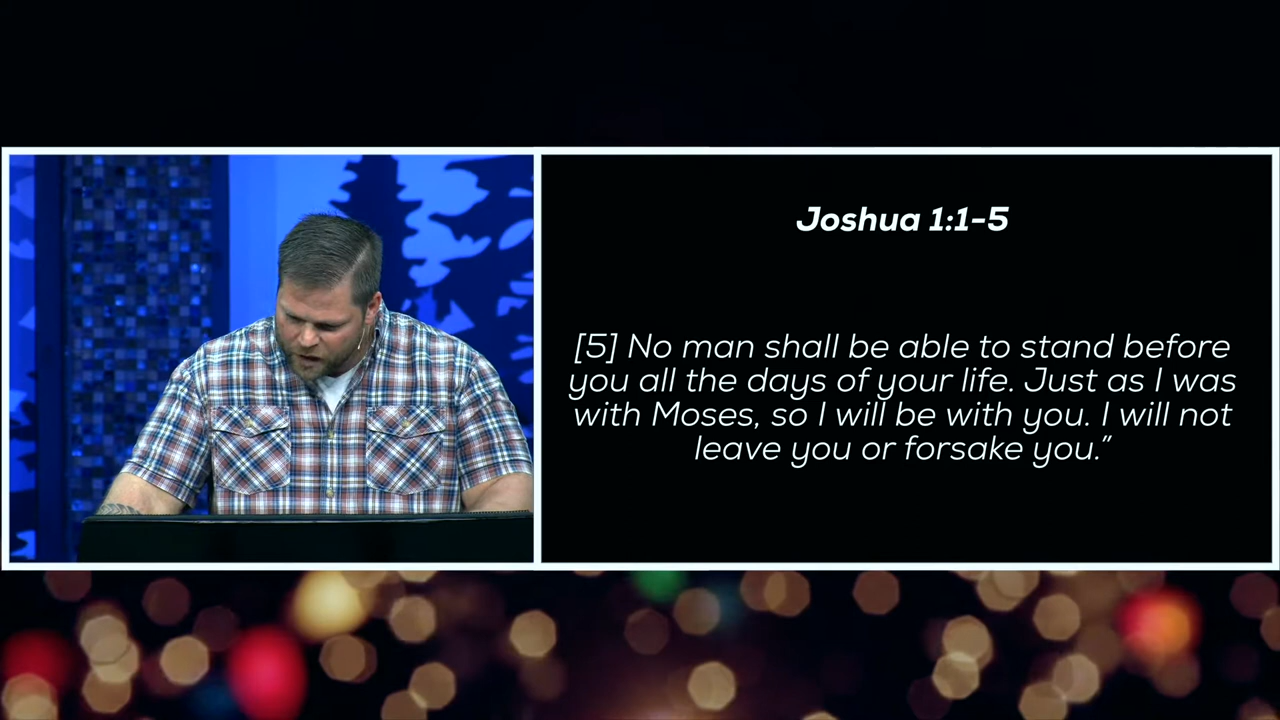 Joshua 1:1-5
[5] No man shall be able to stand before
you all the days of your life. Just as I was
with Moses, so I will be with you. I will not
leave you or forsake you.”